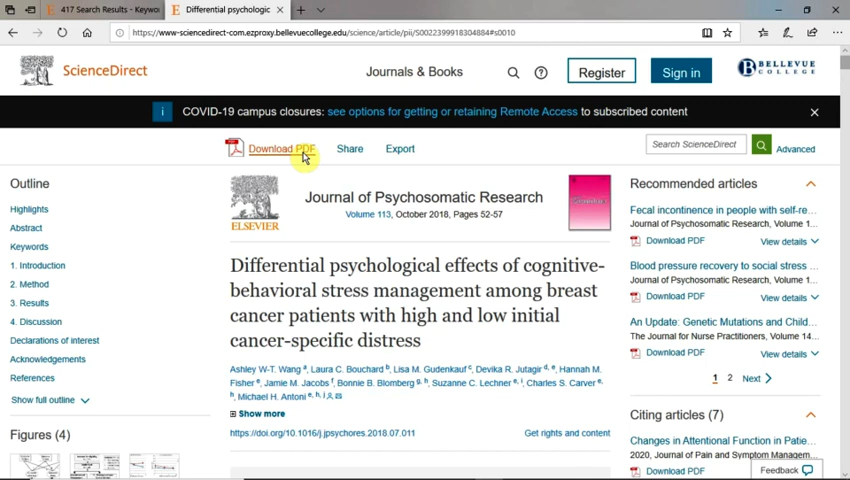 417 Search Results - Keywo
Differential psychologic
https://www-sciencedirect-com.ezproxy.bellevuecollege.edu/science/article/pii/S0022399918304884#s0010
ScienceDirect
Journals & Books
Register
Sign in
BELLEVUE
COLLEGE
COVID-19 campus closures: see options for getting or retaining Remote Access to subscribed content
Download PDF
Share
Export
Search ScienceDirect
Advanced
Outline
Highlights
Abstract
Keywords
1. Introduction
2. Method
3. Results
4. Discussion
Declarations of interest
Acknowledgements
References
Show full outline
Figures (4)
ELSEVIER
Journal of Psychosomatic Research
Volume 113, October 2018, Pages 52-57
Differential psychological effects of cognitive-
behavioral stress management among breast
cancer patients with high and low initial
cancer-specific distress
Ashley W-T. Wang a, Laura C. Bouchard b, Lisa M. Gudenkauf c, Devika R. Jutagir d, e, Hannah M.
Fisher e, Jamie M. Jacobs f, Bonnie B. Blomberg g, h, Suzanne C. Lechner e, i, Charles S. Carver e,
h, Michael H. Antoni e, h, j
Show more
https://doi.org/10.1016/j.jpsychores.2018.07.011
Get rights and content
Recommended articles
Fecal incontinence in people with self-re...
Journal of Psychosomatic Research, Volume 1...
Download PDF
View details
Blood pressure recovery to social stress ...
Journal of Psychosomatic Research, Volume 1...
Download PDF
View details
An Update: Genetic Mutations and Child...
The Journal for Nurse Practitioners, Volume 14...
Download PDF
View details
1 2 Next
Citing articles (7)
Changes in Attentional Function in Patie...
2020, Journal of Pain and Symptom Managem...
Download PDF
Feedback